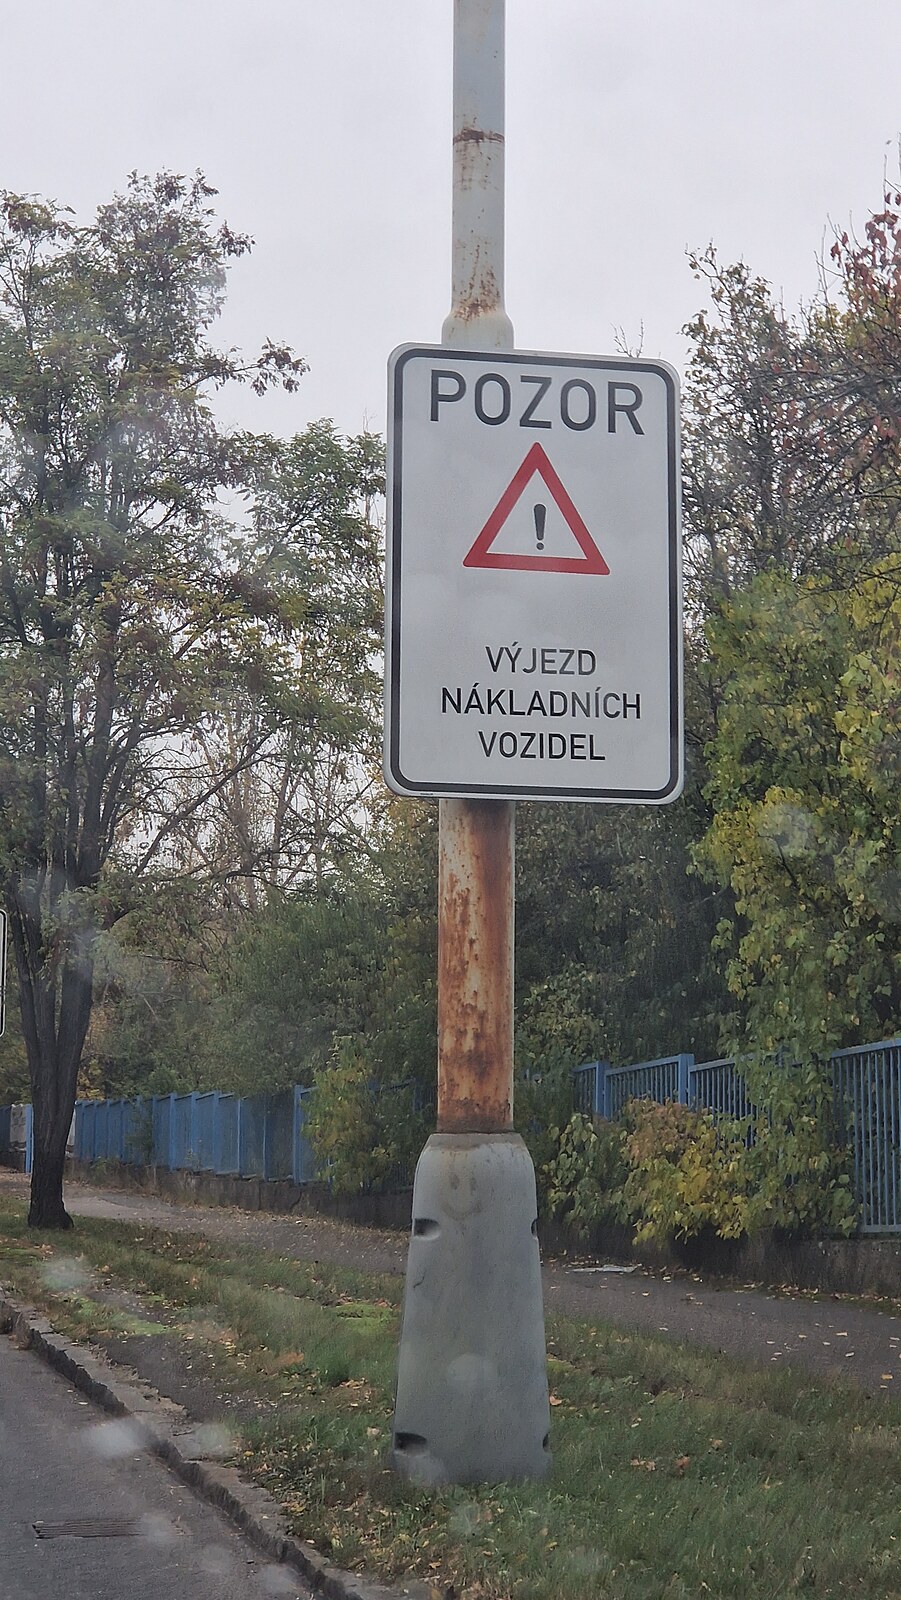 POZOR
!
VÝJEZD
NÁKLADNÍCH
VOZIDEL